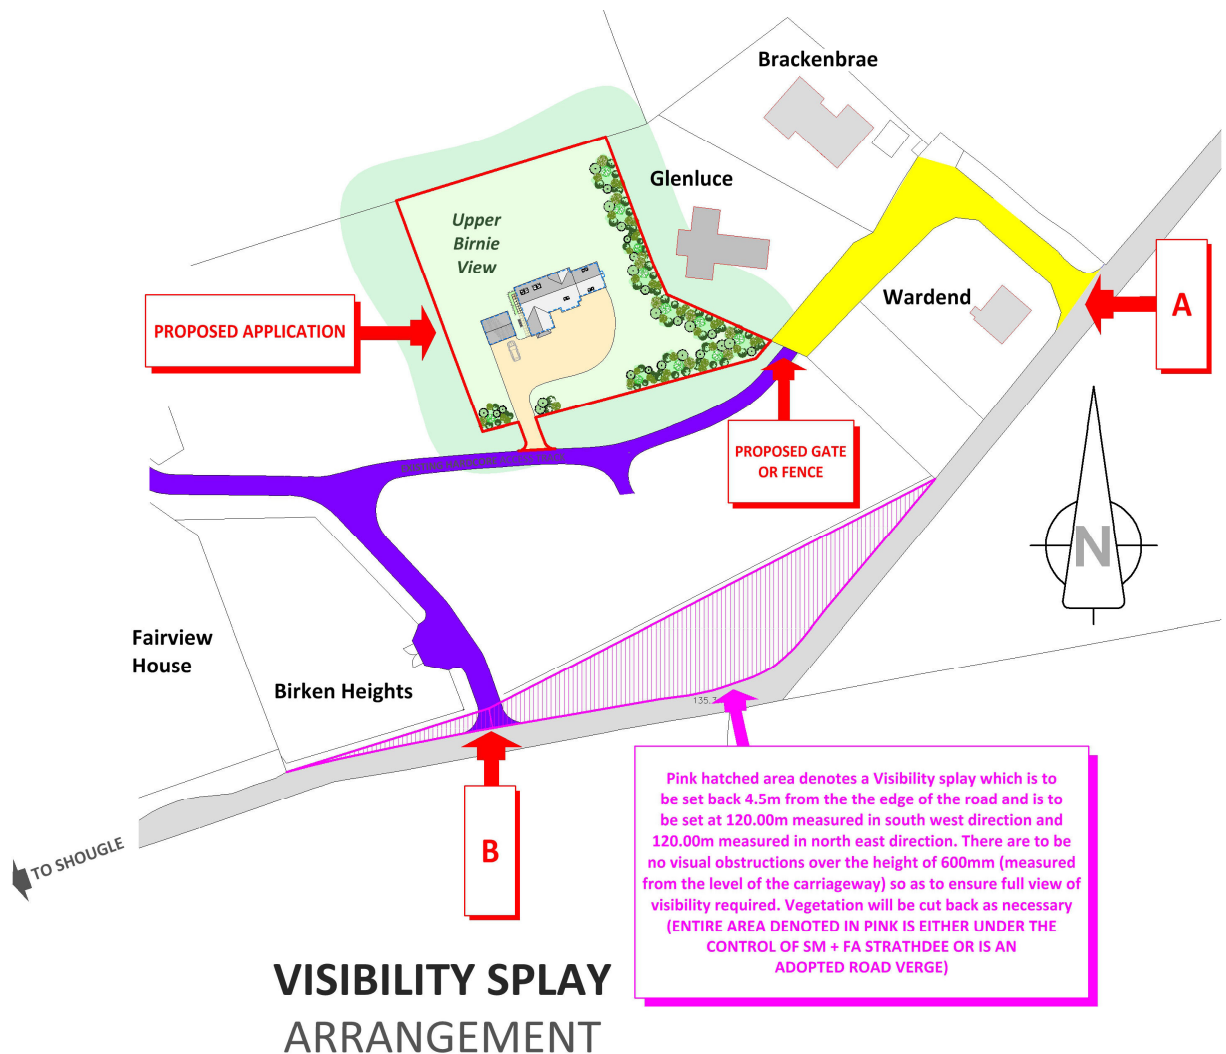 Brackenbrae
Glenluce
Upper
Birnie
View
PROPOSED APPLICATION
Wardend
A
PROPOSED GATE
OR FENCE
N
Fairview
House
Birken Heights
B
TO SHOUGLE
Pink hatched area denotes a Visibility splay which is to
be set back 4.5m from the the edge of the road and is to
be set at 120.00m measured in south west direction and
120.00m measured in north east direction. There are to be
no visual obstructions over the height of 600mm (measured
from the level of the carriageway) so as to ensure full view of
visibility required. Vegetation will be cut back as necessary
(ENTIRE AREA DENOTED IN PINK IS EITHER UNDER THE
CONTROL OF SM + FA STRATHDEE OR IS AN
ADOPTED ROAD VERGE)
VISIBILITY SPLAY
ARRANGEMENT